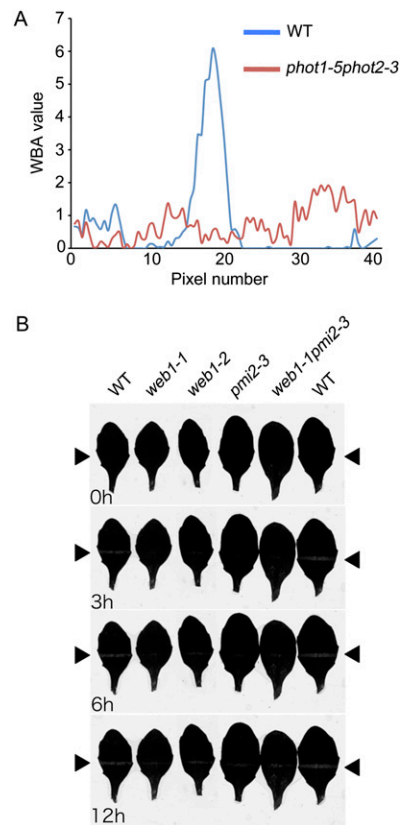 A
WT
phot1-5phot2-3
7
6
5
4
3
2
1
0
WBA value
0
10
20
30
40
Pixel number
B
WT
web1-1
web1-2
pmi2-3
web1-1pmi2-3
WT
0h
3h
6h
12h